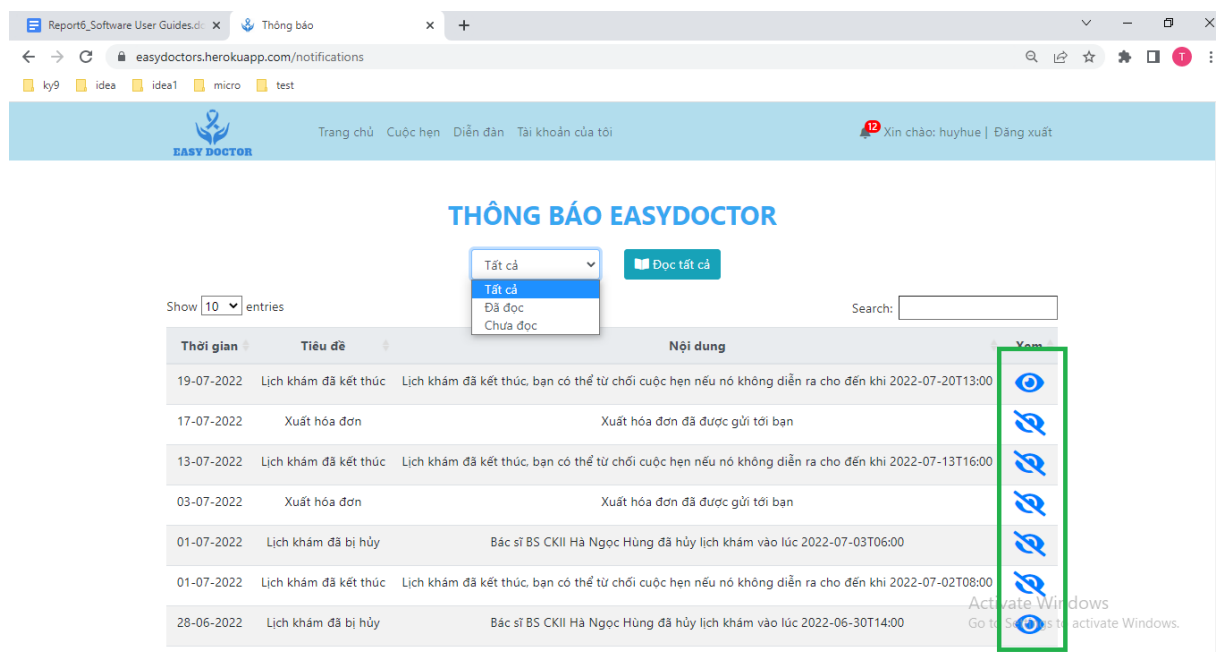 Report6_Software User Guides.do
Thông báo
easydoctors.herokuapp.com/notifications
T
ky9 idea idea1 micro test
EASY DOCTOR
Trang chủ Cuộc hẹn Diễn đàn Tài khoản của tôi
12 Xin chào: huyhue | Đăng xuất
THÔNG BÁO EASYDOCTOR
Tất cả
Đọc tất cả
Tất cả
Đã đọc
Chưa đọc
Show 10 entries
Search:
Thời gian Tiêu đề Nội dung Xem
19-07-2022 Lịch khám đã kết thúc Lịch khám đã kết thúc, bạn có thể từ chối cuộc hẹn nếu nó không diễn ra cho đến khi 2022-07-20T13:00
17-07-2022 Xuất hóa đơn Xuất hóa đơn đã được gửi tới bạn
13-07-2022 Lịch khám đã kết thúc Lịch khám đã kết thúc, bạn có thể từ chối cuộc hẹn nếu nó không diễn ra cho đến khi 2022-07-13T16:00
03-07-2022 Xuất hóa đơn Xuất hóa đơn đã được gửi tới bạn
01-07-2022 Lịch khám đã bị hủy Bác sĩ BS CKII Hà Ngọc Hùng đã hủy lịch khám vào lúc 2022-07-03T06:00
01-07-2022 Lịch khám đã kết thúc Lịch khám đã kết thúc, bạn có thể từ chối cuộc hẹn nếu nó không diễn ra cho đến khi 2022-07-02T08:00
28-06-2022 Lịch khám đã bị hủy Bác sĩ BS CKII Hà Ngọc Hùng đã hủy lịch khám vào lúc 2022-06-30T14:00
Activate Windows
Go to Settings to activate Windows.